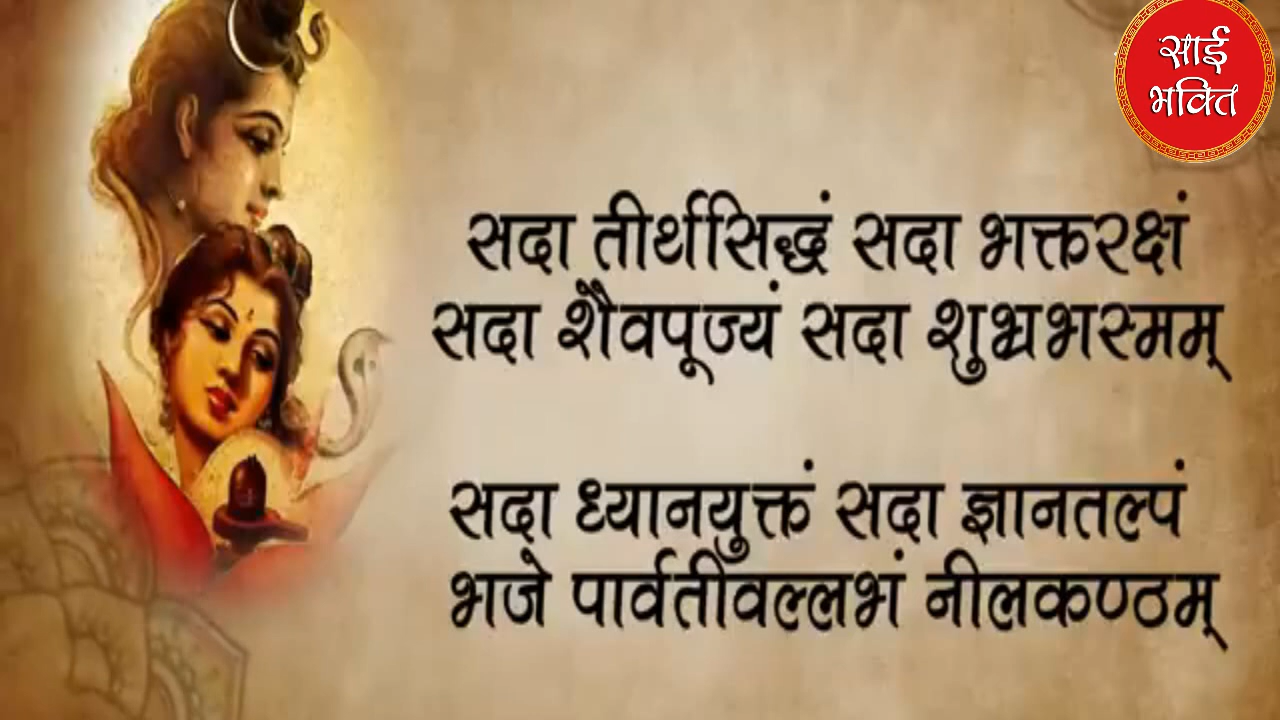 साई
भक्ति
सदा तीर्थसिद्धं सदा भक्तरक्षं
सदा शैवपूज्यं सदा शुभ्रभस्मम्
सदा ध्यानयुक्तं सदा ज्ञानतल्पं
भजे पार्वतीवल्लभं नीलकण्ठम्